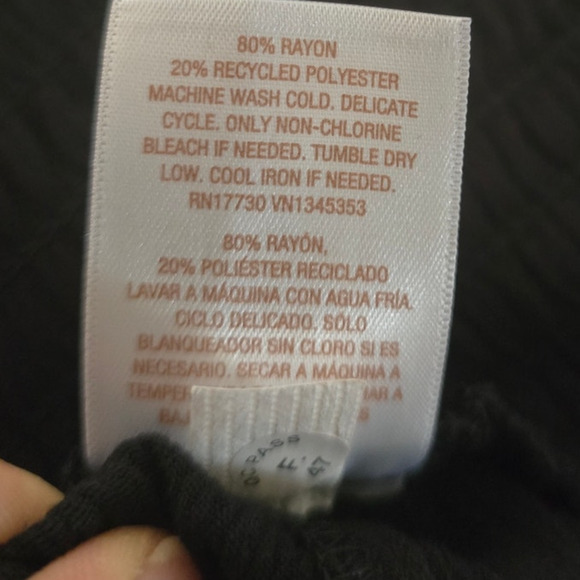 80% RAYON
20% RECYCLED POLYESTER
MACHINE WASH COLD. DELICATE
CYCLE. ONLY NON-CHLORINE
BLEACH IF NEEDED. TUMBLE DRY
LOW. COOL IRON IF NEEDED.
RN17730 VN1345353
80% RAYÓN,
20% POLIÉSTER RECICLADO
LAVAR A MÁQUINA CON AGUA FRÍA.
CICLO DELICADO. SÓLO
BLANQUEADOR SIN CLORO SI ES
NECESARIO. SECAR A MÁQUINA A